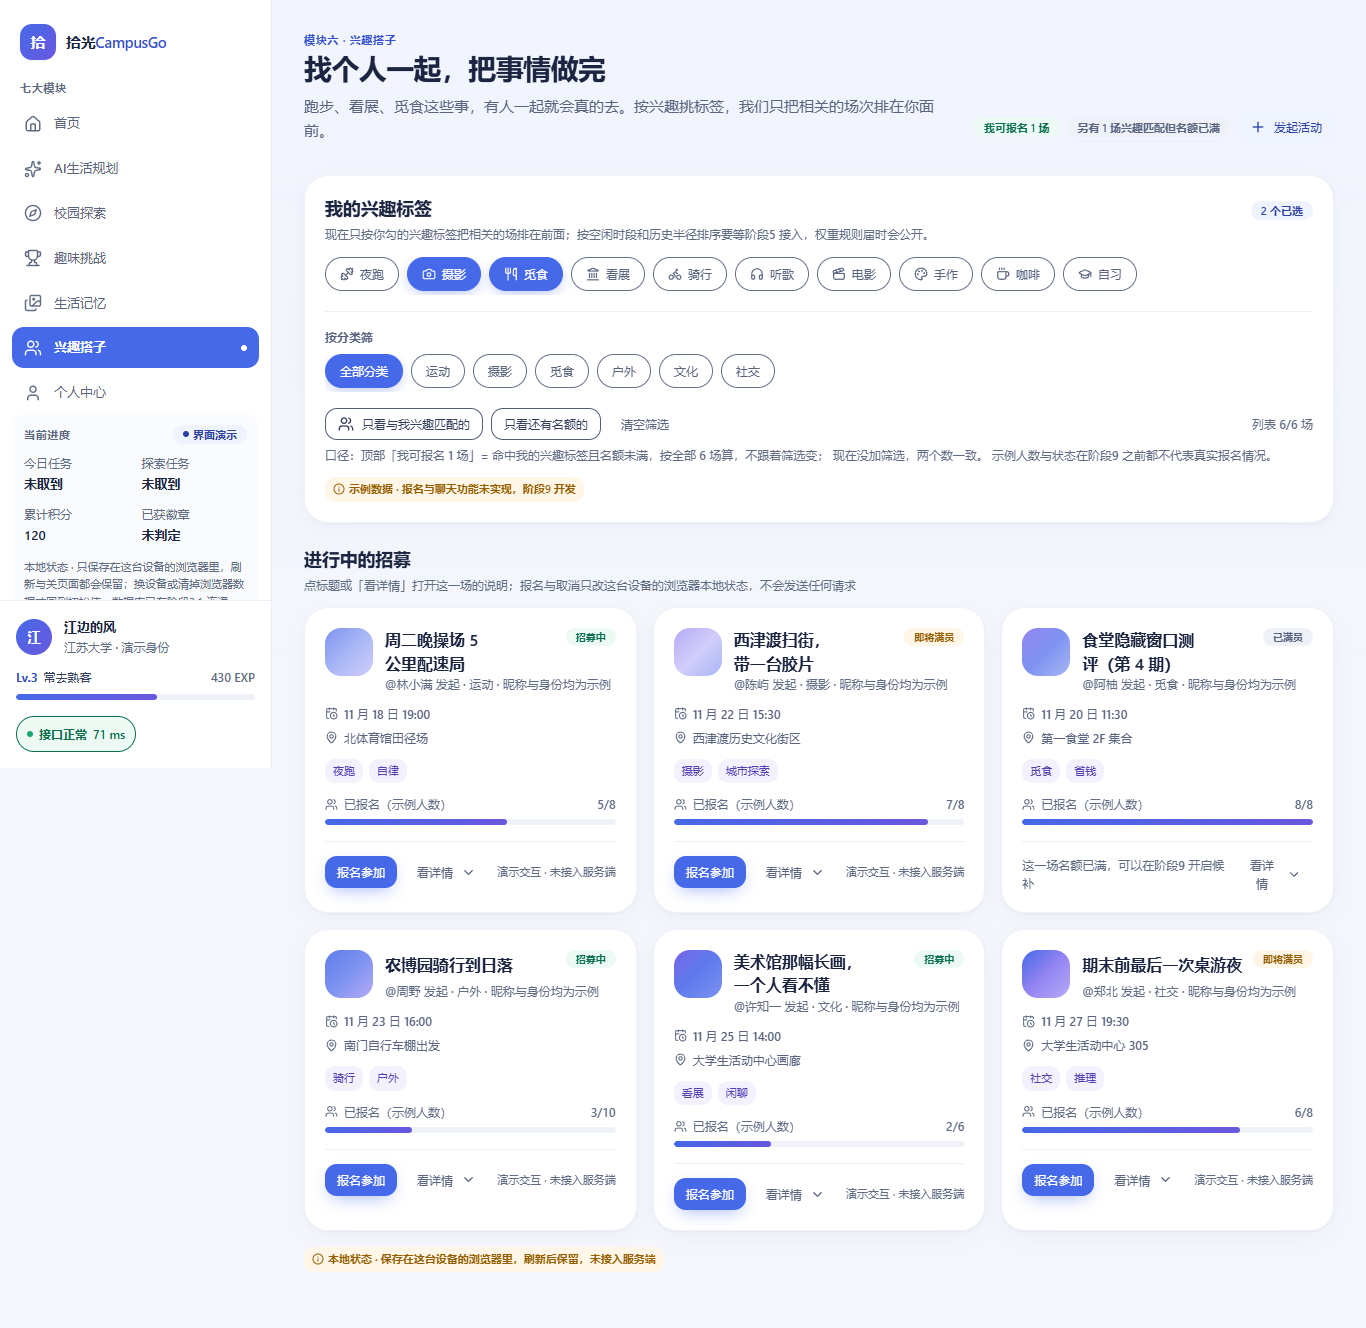 拾 拾光CampusGo
七大模块
首页
AI生活规划
校园探索
趣味挑战
生活记忆
兴趣搭子
个人中心
当前进度 界面演示
今日任务 探索任务
未取到 未取到
累计积分 已获徽章
120 未判定
本地状态 · 只保存在这台设备的浏览器里，刷
新与关页面都会保留；换设备或清掉浏览器数
江 江边的风
江苏大学 · 演示身份
Lv.3 常去熟客 430 EXP
接口正常 71 ms
模块六 · 兴趣搭子
找个人一起，把事情做完
跑步、看展、觅食这些事，有人一起就会真的去。按兴趣挑标签，我们只把相关的场次排在你面
前。
我可报名 1 场 另有 1 场兴趣匹配但名额已满 发起活动
我的兴趣标签 2 个已选
现在只按你勾的兴趣标签把相关的场排在前面；按空闲时段和历史半径排序要等阶段5 接入，权重规则届时会公开。
夜跑 摄影 觅食 看展 骑行 听歌 电影 手作 咖啡 自习
按分类筛
全部分类 运动 摄影 觅食 户外 文化 社交
只看与我兴趣匹配的 只看还有名额的 清空筛选 列表 6/6 场
口径：顶部「我可报名 1 场」= 命中我的兴趣标签且名额未满，按全部 6 场算，不跟着筛选变； 现在没加筛选，两个数一致。 示例人数与状态在阶段9 之前都不代表真实报名情况。
示例数据 · 报名与聊天功能未实现，阶段9 开发
进行中的招募
点标题或「看详情」打开这一场的说明；报名与取消只改这台设备的浏览器本地状态，不会发送任何请求
周二晚操场 5 招募中
公里配速局
@林小满 发起 · 运动 · 昵称与身份均为示例
11 月 18 日 19:00
北体育馆田径场
夜跑 自律
已报名（示例人数） 5/8
报名参加 看详情 演示交互 · 未接入服务端
西津渡扫街， 即将满员
带一台胶片
@陈屿 发起 · 摄影 · 昵称与身份均为示例
11 月 22 日 15:30
西津渡历史文化街区
摄影 城市探索
已报名（示例人数） 7/8
报名参加 看详情 演示交互 · 未接入服务端
食堂隐藏窗口测 已满员
评（第 4 期）
@阿柚 发起 · 觅食 · 昵称与身份均为示例
11 月 20 日 11:30
第一食堂 2F 集合
觅食 省钱
已报名（示例人数） 8/8
这一场名额已满，可以在阶段9 开启候 看详
补 情
农博园骑行到日落 招募中
@周野 发起 · 户外 · 昵称与身份均为示例
11 月 23 日 16:00
南门自行车棚出发
骑行 户外
已报名（示例人数） 3/10
报名参加 看详情 演示交互 · 未接入服务端
美术馆那幅长画， 招募中
一个人看不懂
@许知一 发起 · 文化 · 昵称与身份均为示例
11 月 25 日 14:00
大学生活动中心画廊
看展 闲聊
已报名（示例人数） 2/6
报名参加 看详情 演示交互 · 未接入服务端
期末前最后一次桌游夜 即将满员
@郑北 发起 · 社交 · 昵称与身份均为示例
11 月 27 日 19:30
大学生活动中心 305
社交 推理
已报名（示例人数） 6/8
报名参加 看详情 演示交互 · 未接入服务端
本地状态 · 保存在这台设备的浏览器里，刷新后保留，未接入服务端